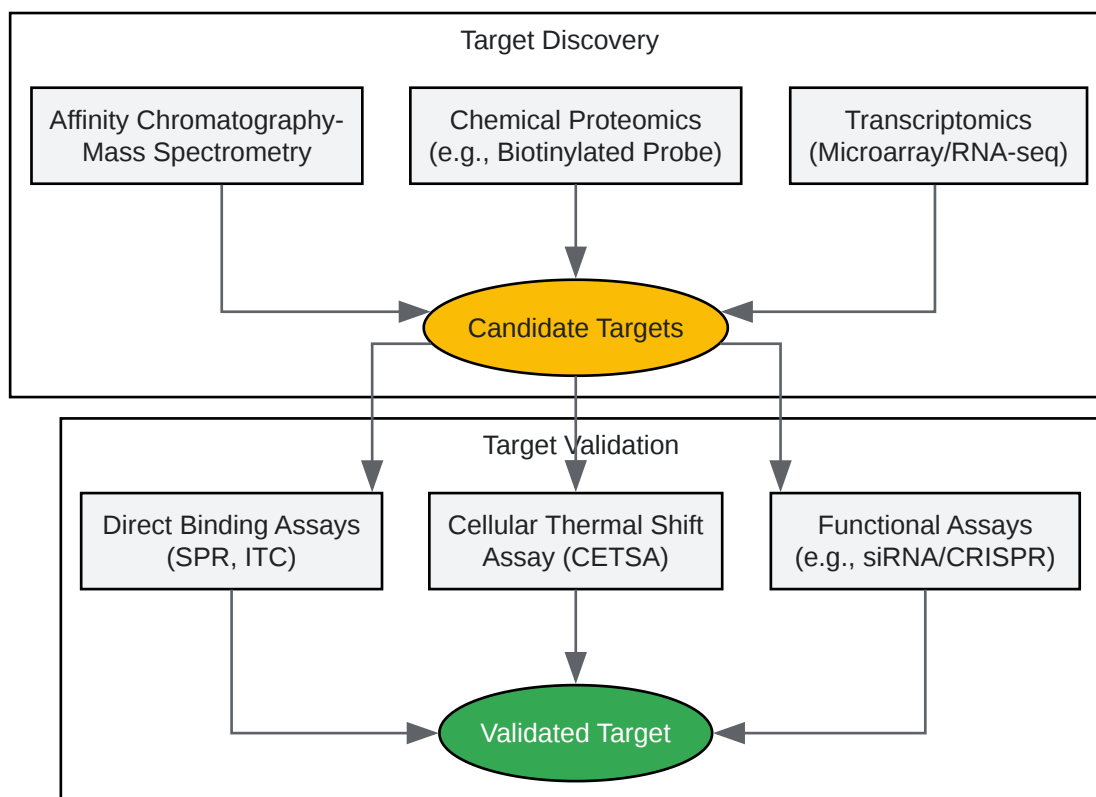 Target Discovery
Affinity Chromatography-
Mass Spectrometry
Chemical Proteomics
(e.g., Biotinylated Probe)
Transcriptomics
(Microarray/RNA-seq)
Candidate Targets
Target Validation
Direct Binding Assays
(SPR, ITC)
Cellular Thermal Shift
Assay (CETSA)
Functional Assays
(e.g., siRNA/CRISPR)
Validated Target